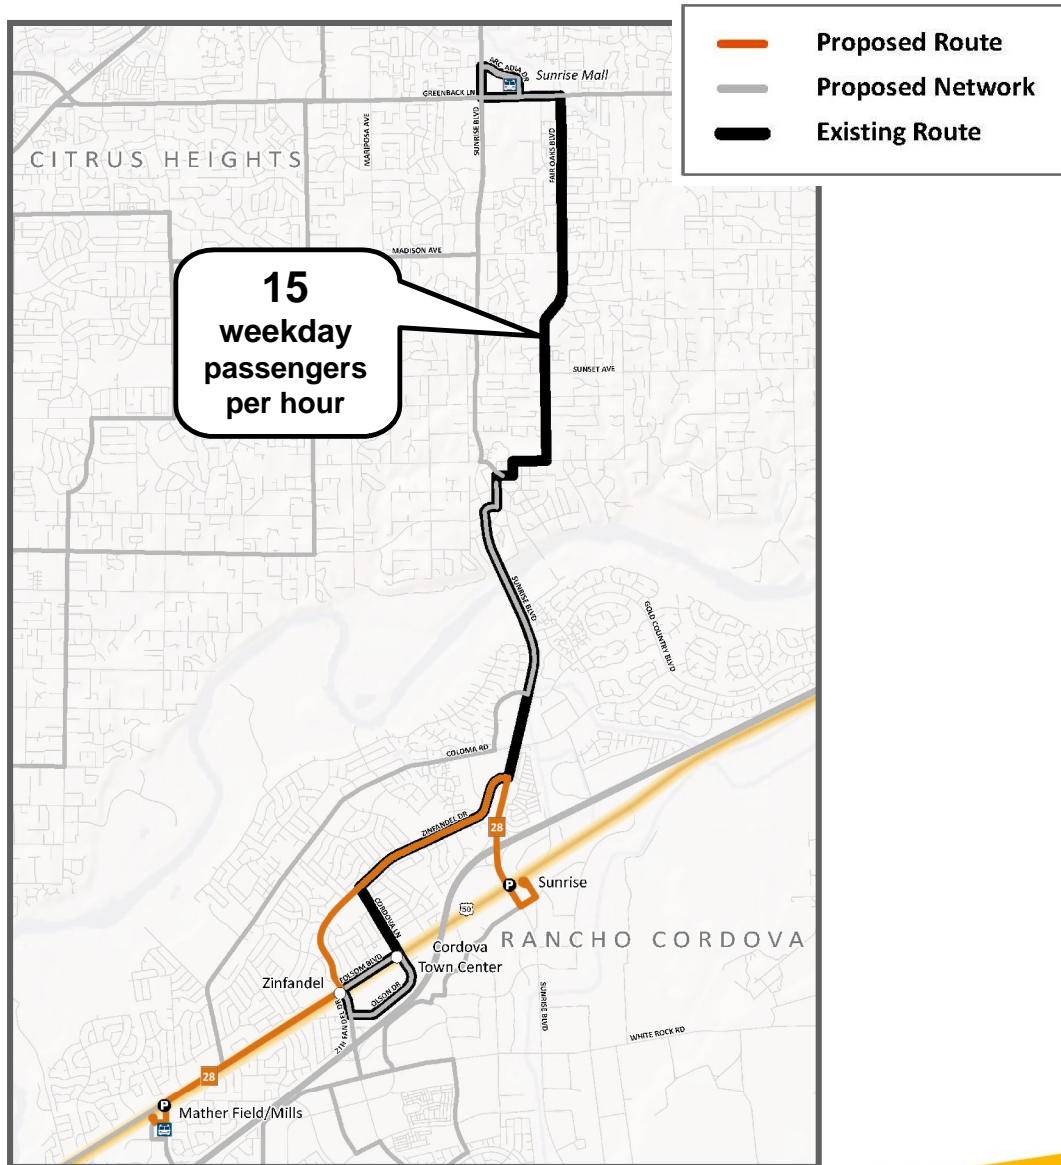 Proposed Route
Proposed Network
Existing Route
ARCADIA DR
Sunrise Mall
GREENBACK LN
CITRUS HEIGHTS
MARIPOSA AVE
SUNRISE BLVD
FAIR OAKS BLVD
MADISON AVE
15
weekday
passengers
per hour
SUNSET AVE
SUNRISE BLVD
GOLD COUNTRY BLVD
COLOMA RD
ZINFANDEL DR
28
P
Sunrise
CORDOVA LN
50
RANCHO CORDOVA
Cordova
Town Center
FOLSOM BLVD
Zinfandel
OLSON DR
ZINFANDEL DR
SUNRISE BLVD
WHITE ROCK RD
28
P
Mather Field/Mills